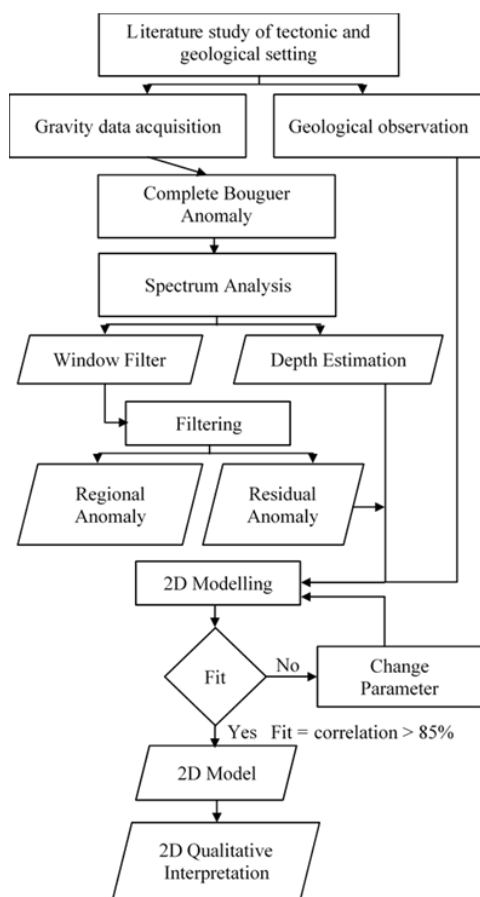 Literature study of tectonic and
geological setting
Gravity data acquisition
Geological observation
Complete Bouguer
Anomaly
Spectrum Analysis
Window Filter
Depth Estimation
Filtering
Regional
Anomaly
Residual
Anomaly
2D Modelling
Fit
No
Change
Parameter
Yes Fit = correlation > 85%
2D Model
2D Qualitative
Interpretation